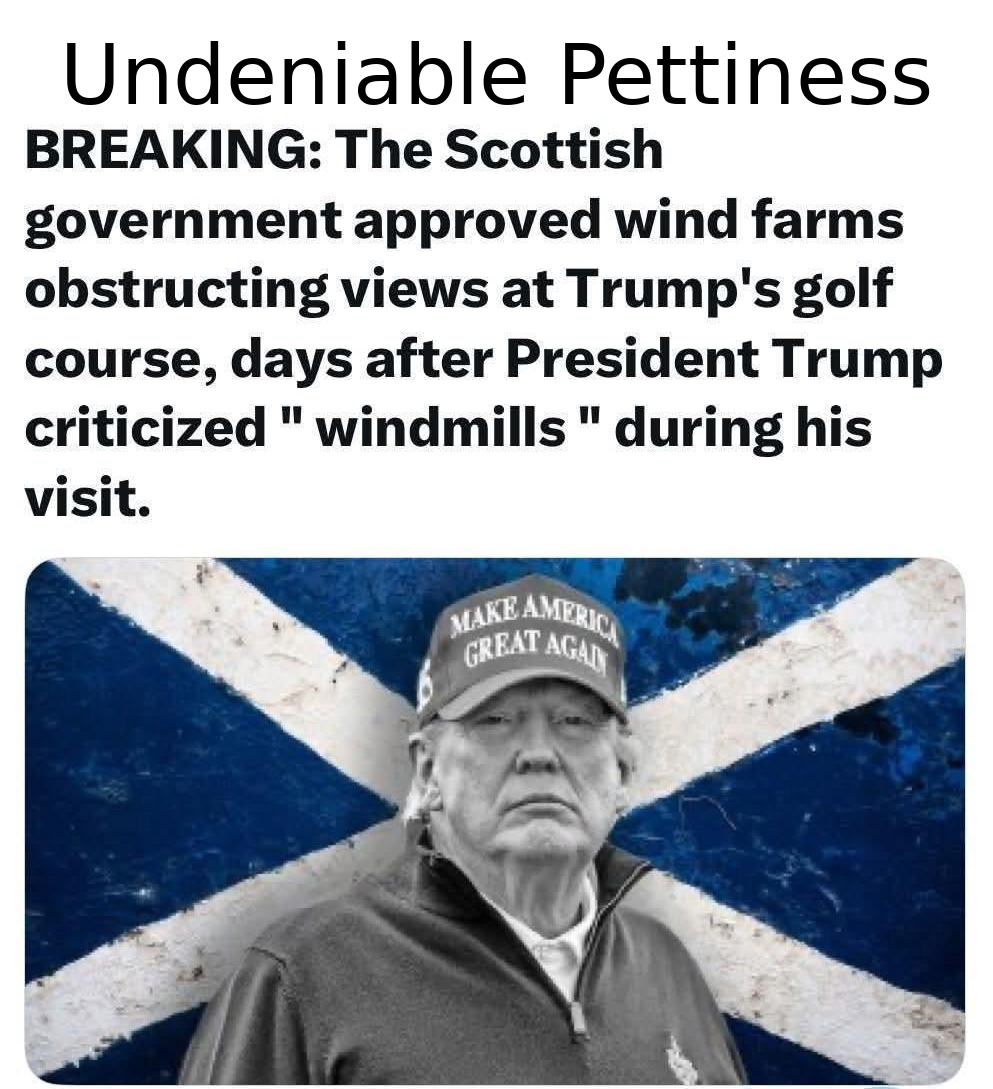 Undeniable Pettiness
BREAKING: The Scottish
government approved wind farms
obstructing views at Trump's golf
course, days after President Trump
criticized " windmills " during his
visit.
MAKE AMERICA
GREAT AGAIN